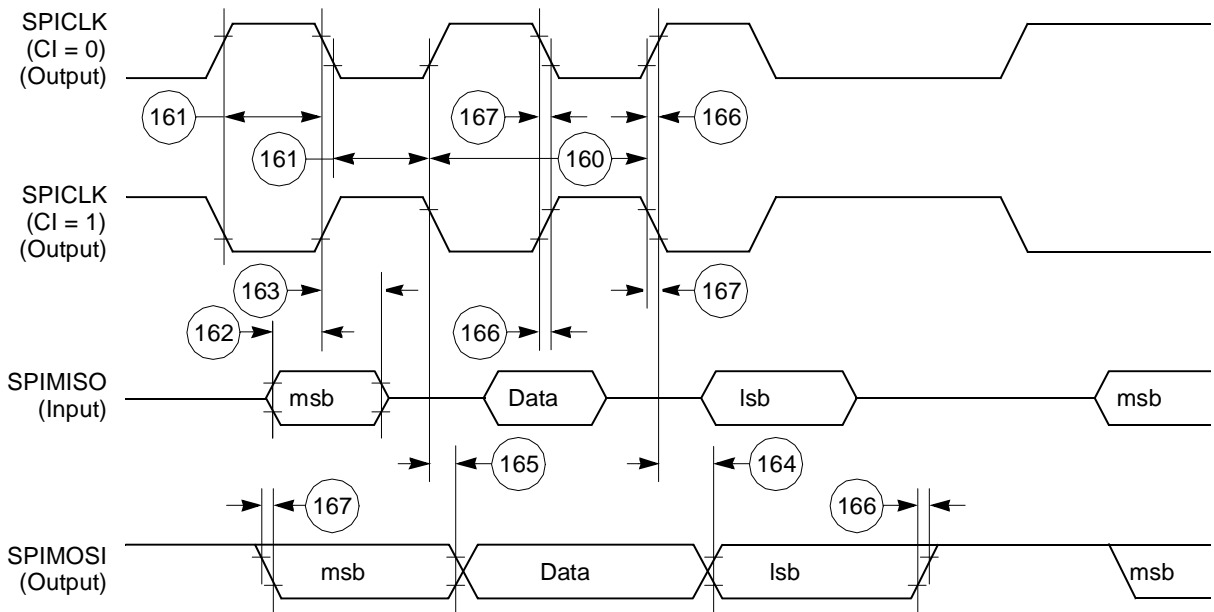 SPICLK
(CI = 0)
(Output)
161
167
166
161
160
SPICLK
(CI = 1)
(Output)
163
167
162
166
SPIMISO
(Input)
msb
Data
lsb
msb
165
164
167
166
SPIMOSI
(Output)
msb
Data
lsb
msb